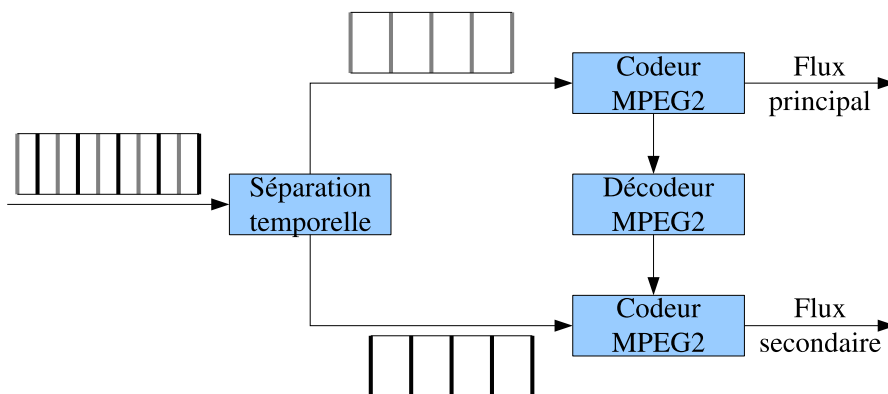 Codeur
MPEG2
Flux
principal
Séparation
temporelle
Décodeur
MPEG2
Codeur
MPEG2
Flux
secondaire